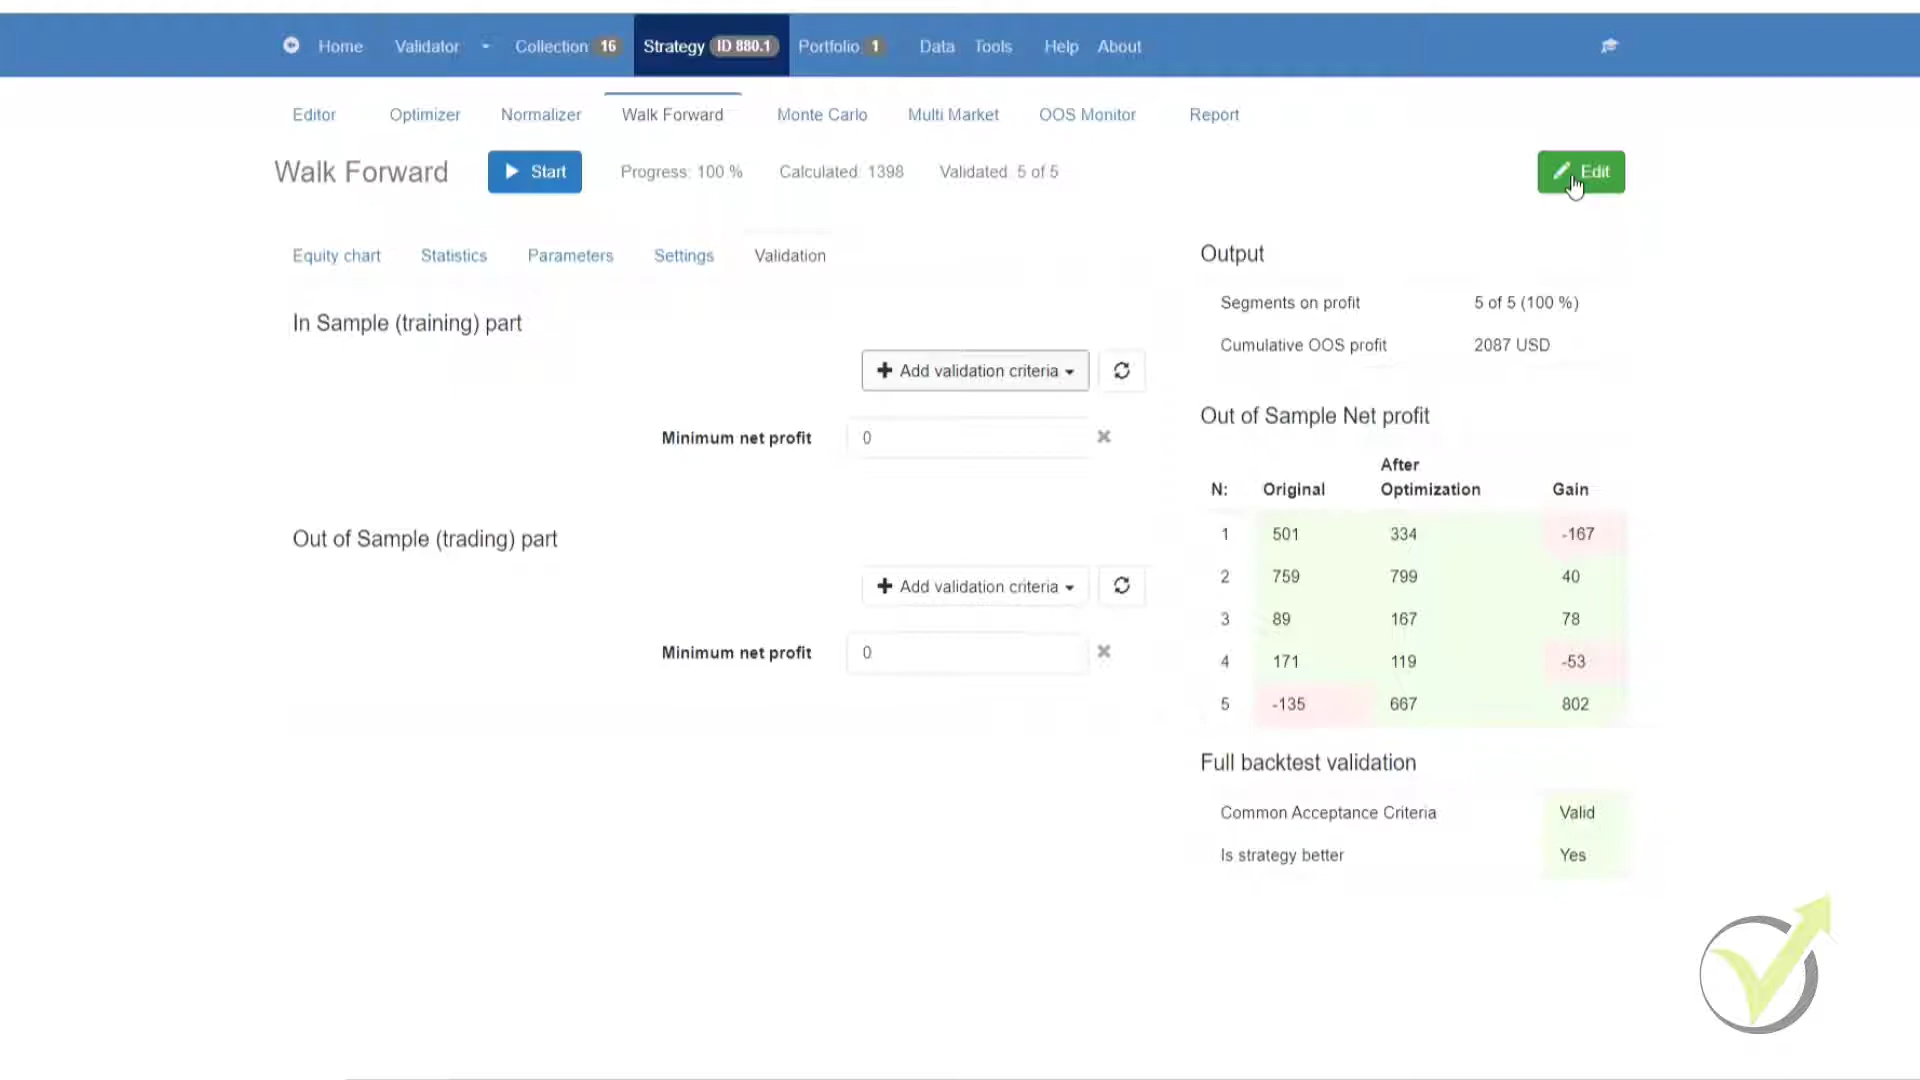 Home Validator Collection 16 Strategy ID 880.1 Portfolio 1 Data Tools Help About
Editor Optimizer Normalizer Walk Forward Monte Carlo Multi Market OOS Monitor Report
Walk Forward Start Progress: 100 % Calculated: 1398 Validated: 5 of 5 Edit
Equity chart Statistics Parameters Settings Validation
In Sample (training) part
Add validation criteria
Minimum net profit 0
Out of Sample (trading) part
Add validation criteria
Minimum net profit 0
Output
Segments on profit 5 of 5 (100 %)
Cumulative OOS profit 2087 USD
Out of Sample Net profit
N: Original After Optimization Gain
1 501 334 -167
2 759 799 40
3 89 167 78
4 171 119 -53
5 -135 667 802
Full backtest validation
Common Acceptance Criteria Valid
Is strategy better Yes